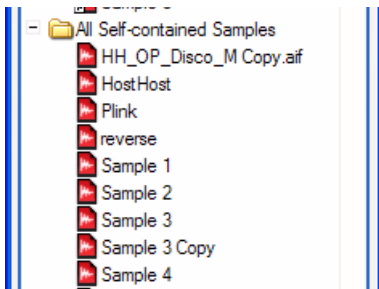 All Self-contained Samples
HH_OP_Disco_M Copy.aif
HostHost
Plink
reverse
Sample 1
Sample 2
Sample 3
Sample 3 Copy
Sample 4